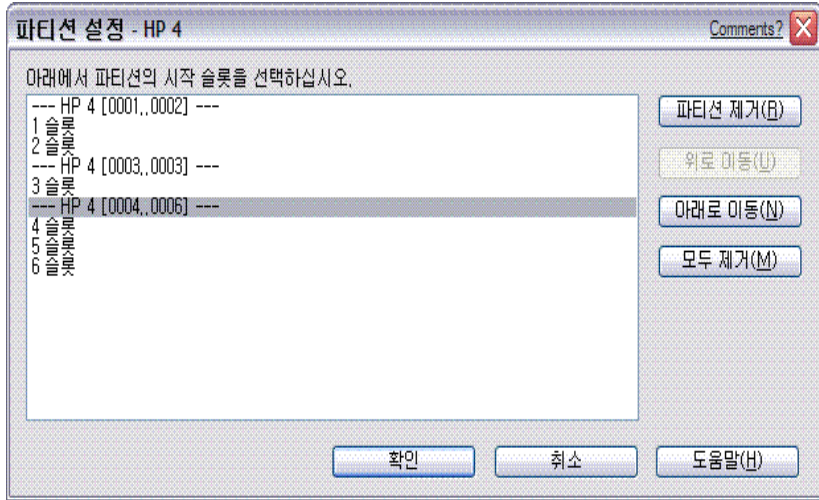 파티션 설정 - HP 4
Comments?
아래에서 파티션의 시작 슬롯을 선택하십시오.
--- HP 4 [0001,,0002] ---
1 슬롯
2 슬롯
--- HP 4 [0003,,0003] ---
3 슬롯
--- HP 4 [0004,,0006] ---
4 슬롯
5 슬롯
6 슬롯
파티션 제거(R)
위로 이동(U)
아래로 이동(N)
모두 제거(M)
확인
취소
도움말(H)